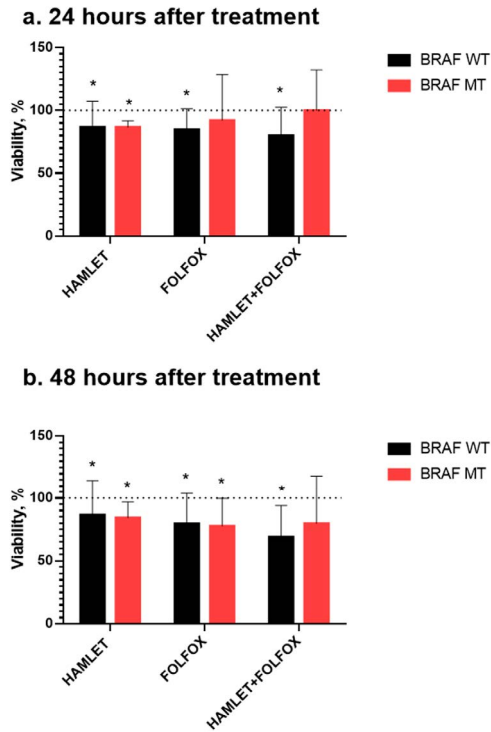 a. 24 hours after treatment
150
100
50
0
Viability, %
* * * *
HAMLET
FOLFOX
HAMLET+FOLFOX
BRAF WT
BRAF MT
b. 48 hours after treatment
150
100
50
0
Viability, %
* * * * *
HAMLET
FOLFOX
HAMLET+FOLFOX
BRAF WT
BRAF MT